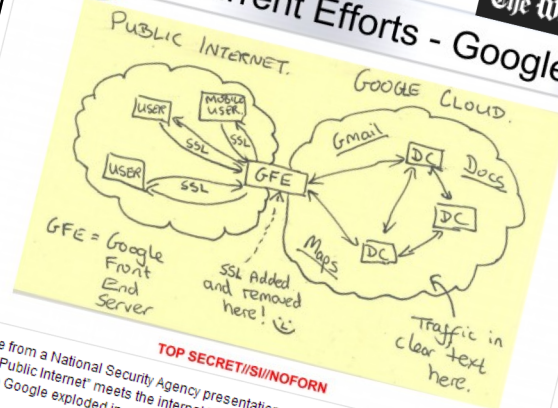 The W
rrent Efforts - Google
PUBLIC INTERNET.
GOOGLE CLOUD.
USER
MOBILE USER
SSL
SSL
USER
SSL
GFE
Gmail
DC
Docs
DC
Maps
DC
GFE = Google
Front
End
Server
SSL Added
and removed
here!
Traffic in
clear text
here.
TOP SECRET//SI//NOFORN
e from a National Security Agency presentation
Public Internet" meets the interna
Google exploded in